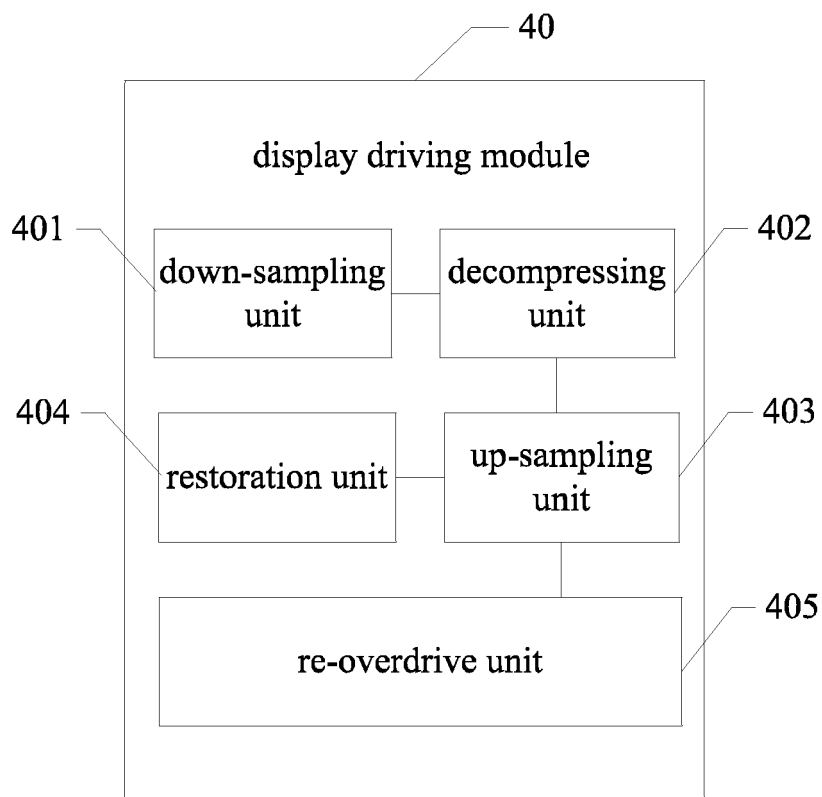 40
display driving module
401
down-sampling
unit
decompressing
unit
402
404
restoration unit
up-sampling
unit
403
re-overdrive unit
405